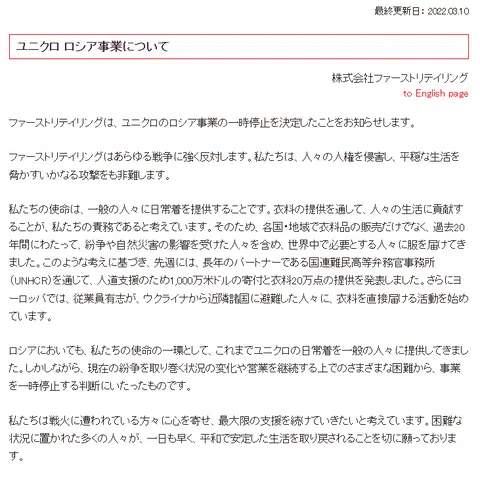 最終更新日: 2022.03.10
ユニクロ ロシア事業について
株式会社ファーストリテイリング
to English page
ファーストリテイリングは、ユニクロのロシア事業の一時停止を決定したことをお知らせします。
ファーストリテイリングはあらゆる戦争に強く反対します。私たちは、人々の人権を侵害し、平穏な生活を
脅かすいかなる攻撃をも非難します。
私たちの使命は、一般の人々に日常着を提供することです。衣料の提供を通して、人々の生活に貢献す
ることが、私たちの責務であると考えています。そのため、各国・地域で衣料品の販売だけでなく、過去20
年間にわたって、紛争や自然災害の影響を受けた人々を含め、世界中で必要とする人々に服を届けてき
ました。このような考えに基づき、先週には、長年のパートナーである国連難民高等弁務官事務所
（UNHCR）を通じて、人道支援のため1,000万米ドルの寄付と衣料20万点の提供を発表しました。さらにヨ
ーロッパでは、従業員有志が、ウクライナから近隣諸国に避難した人々に、衣料を直接届ける活動を始め
ています。
ロシアにおいても、私たちの使命の一環として、これまでユニクロの日常着を一般の人々に提供してきまし
た。しかしながら、現在の紛争を取り巻く状況の変化や営業を継続する上でのさまざまな困難から、事業
を一時停止する判断にいたったものです。
私たちは戦火に遭われている方々に心を寄せ、最大限の支援を続けていきたいと考えています。困難な
状況に置かれた多くの人々が、一日も早く、平和で安定した生活を取り戻されることを切に願っておりま
す。